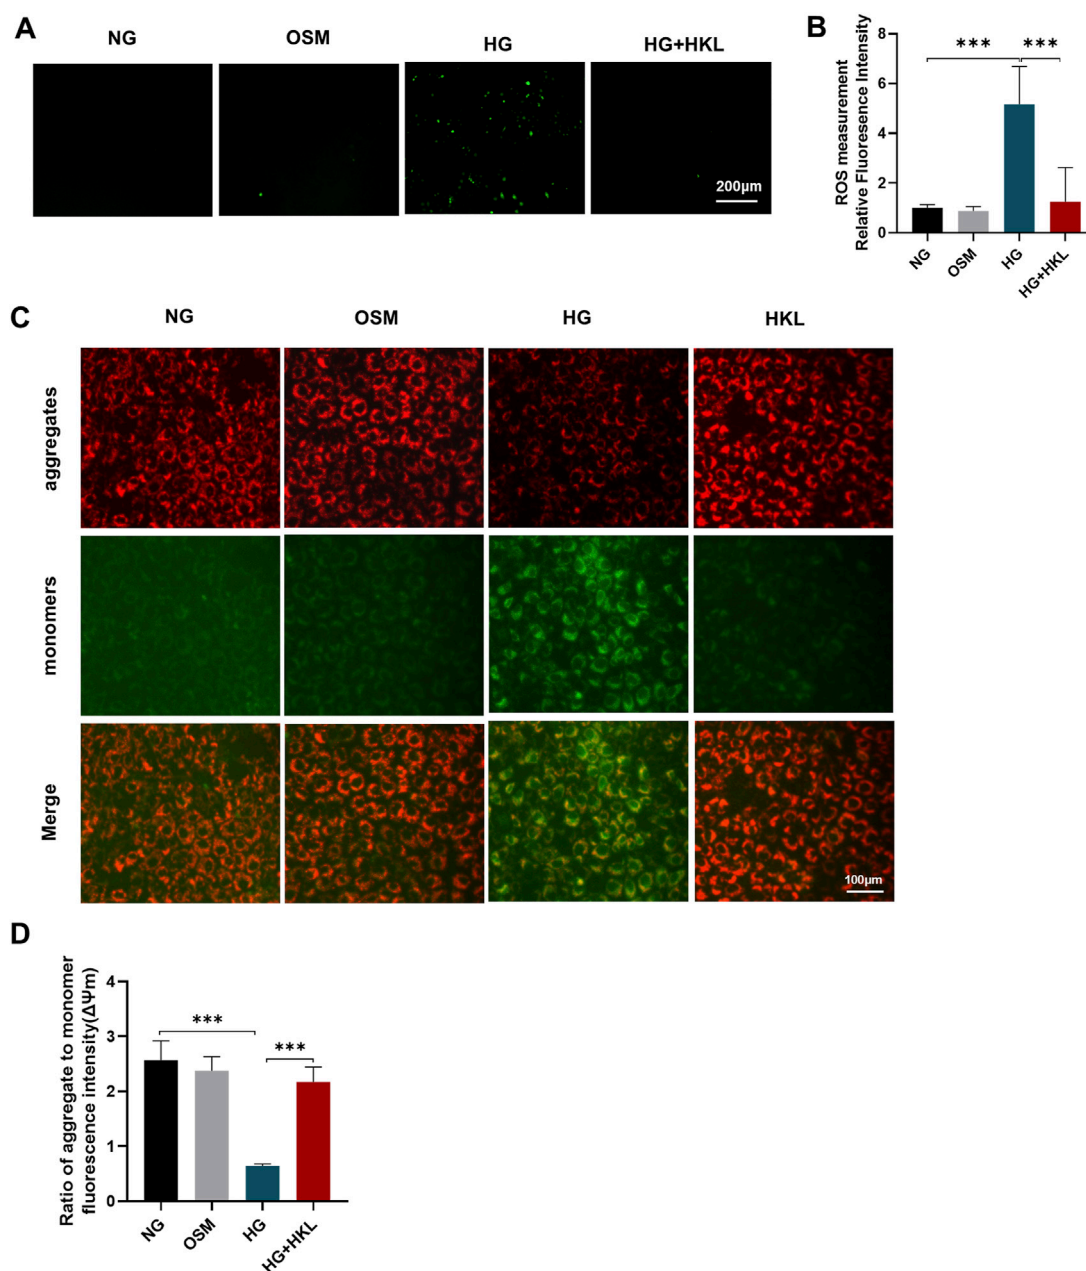 A
NG
OSM
HG
HG+HKL
200μm
B
ROS measurement
Relative Fluoresence Intensity
8
6
4
2
0
***
***
NG
OSM
HG
HG+HKL
C
NG
OSM
HG
HKL
aggregates
monomers
Merge
100μm
D
Ratio of aggregate to monomer
fluorescence intensity(ΔΨm)
4
3
2
1
0
***
***
NG
OSM
HG
HG+HKL